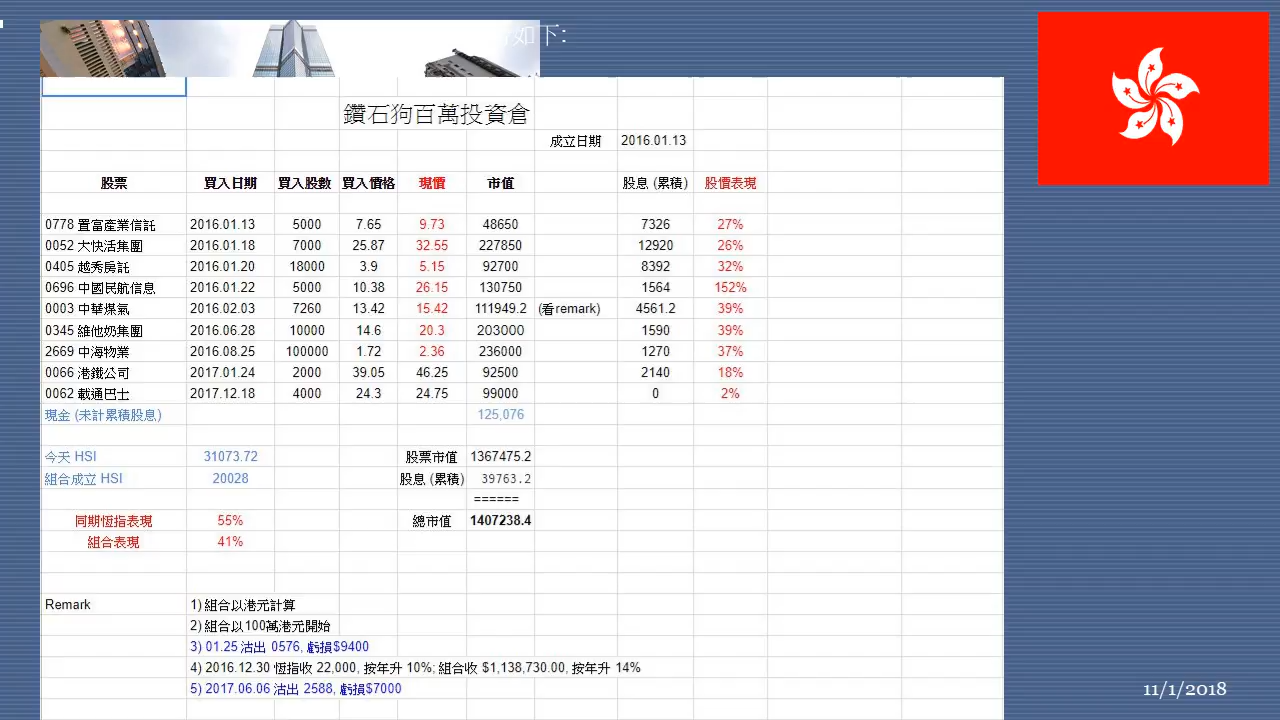 如下:
鑽石狗百萬投資倉
成立日期 2016.01.13
股票 買入日期 買入股數 買入價格 現價 市值 股息 (累積) 股價表現
0778 置富產業信託 2016.01.13 5000 7.65 9.73 48650 7326 27%
0052 大快活集團 2016.01.18 7000 25.87 32.55 227850 12920 26%
0405 越秀房託 2016.01.20 18000 3.9 5.15 92700 8392 32%
0696 中國民航信息 2016.01.22 5000 10.38 26.15 130750 1564 152%
0003 中華煤氣 2016.02.03 7260 13.42 15.42 111949.2 (看remark) 4561.2 39%
0345 維他奶集團 2016.06.28 10000 14.6 20.3 203000 1590 39%
2669 中海物業 2016.08.25 100000 1.72 2.36 236000 1270 37%
0066 港鐵公司 2017.01.24 2000 39.05 46.25 92500 2140 18%
0062 載通巴士 2017.12.18 4000 24.3 24.75 99000 0 2%
現金 (未計累積股息) 125,076
今天 HSI 31073.72 股票市值 1367475.2
組合成立 HSI 20028 股息 (累積) 39763.2
======
同期恆指表現 55% 總市值 1407238.4
組合表現 41%
Remark 1) 組合以港元計算
2) 組合以100萬港元開始
3) 01.25 沽出 0576, 虧損$9400
4) 2016.12.30 恆指收 22,000, 按年升 10%; 組合收 $1,138,730.00, 按年升 14%
5) 2017.06.06 沽出 2588, 虧損$7000
11/1/2018